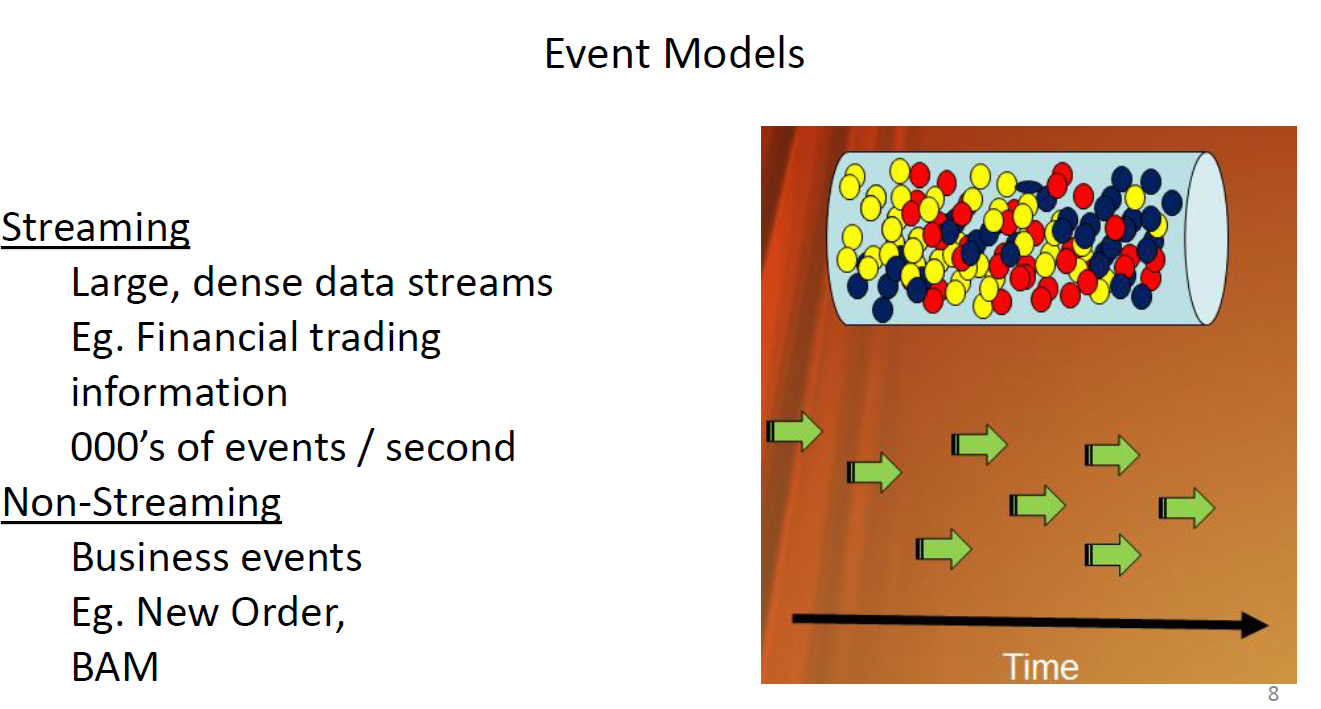 Event Models
Streaming
Large, dense data streams
Eg. Financial trading
information
000's of events / second
Non-Streaming
Business events
Eg. New Order,
BAM
Time
8